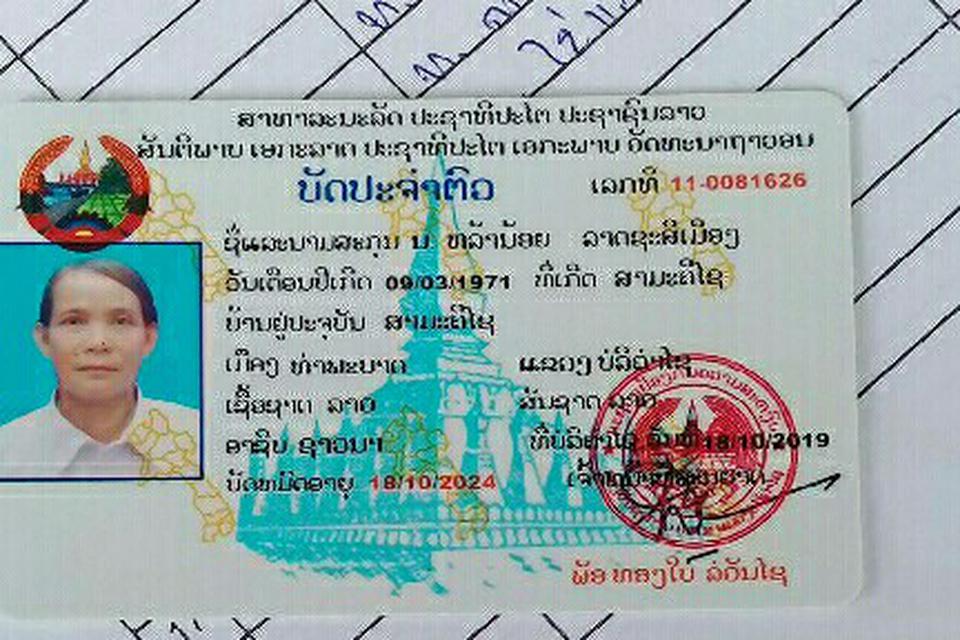 ສາທາລະນະລັດ ປະຊາທິປະໄຕ ປະຊາຊົນລາວ
ສັນຕິພາບ ເອກະລາດ ປະຊາທິປະໄຕ ເອກະພາບ ວັດທະນາຖາວອນ
ບັດປະຈຳຕົວ ເລກທີ 11-0081626
ຊື່ແລະນາມສະກຸນ ນ. ຫລ້ານ້ອຍ ລາດຊະສີເມືອງ
ວັນເດືອນປີເກີດ 09/03/1971 ທີ່ເກີດ ສາມະຄີໄຊ
ບ້ານຢູ່ປະຈຸບັນ ສາມະຄີໄຊ
ເມືອງ ທ່າພະບາດ ແຂວງ ບໍລິຄຳໄຊ
ເຊື້ອຊາດ ລາວ ສັນຊາດ ລາວ
ອາຊີບ ຊາວນາ ທີ່ບໍລິຄຳໄຊ ວັນທີ 18/10/2019
ບັດຫມົດອາຍຸ 18/10/2024
ພັອ ທອງໃບ ລໍວັນໄຊ